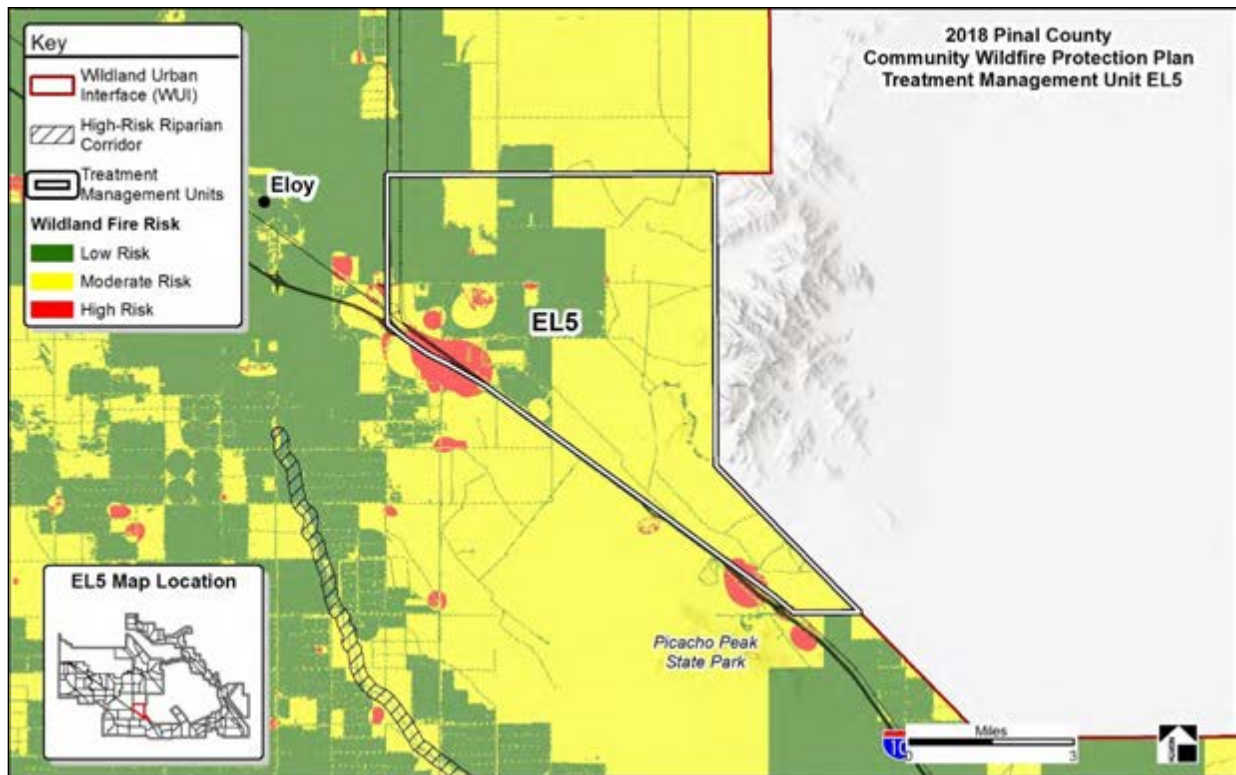 Key
Wildland Urban
Interface (WUI)
High-Risk Riparian
Corridor
Treatment
Management Units
Wildland Fire Risk
Low Risk
Moderate Risk
High Risk
2018 Pinal County
Community Wildfire Protection Plan
Treatment Management Unit EL5
Eloy
EL5
Picacho Peak
State Park
EL5 Map Location
10
Miles
0
3